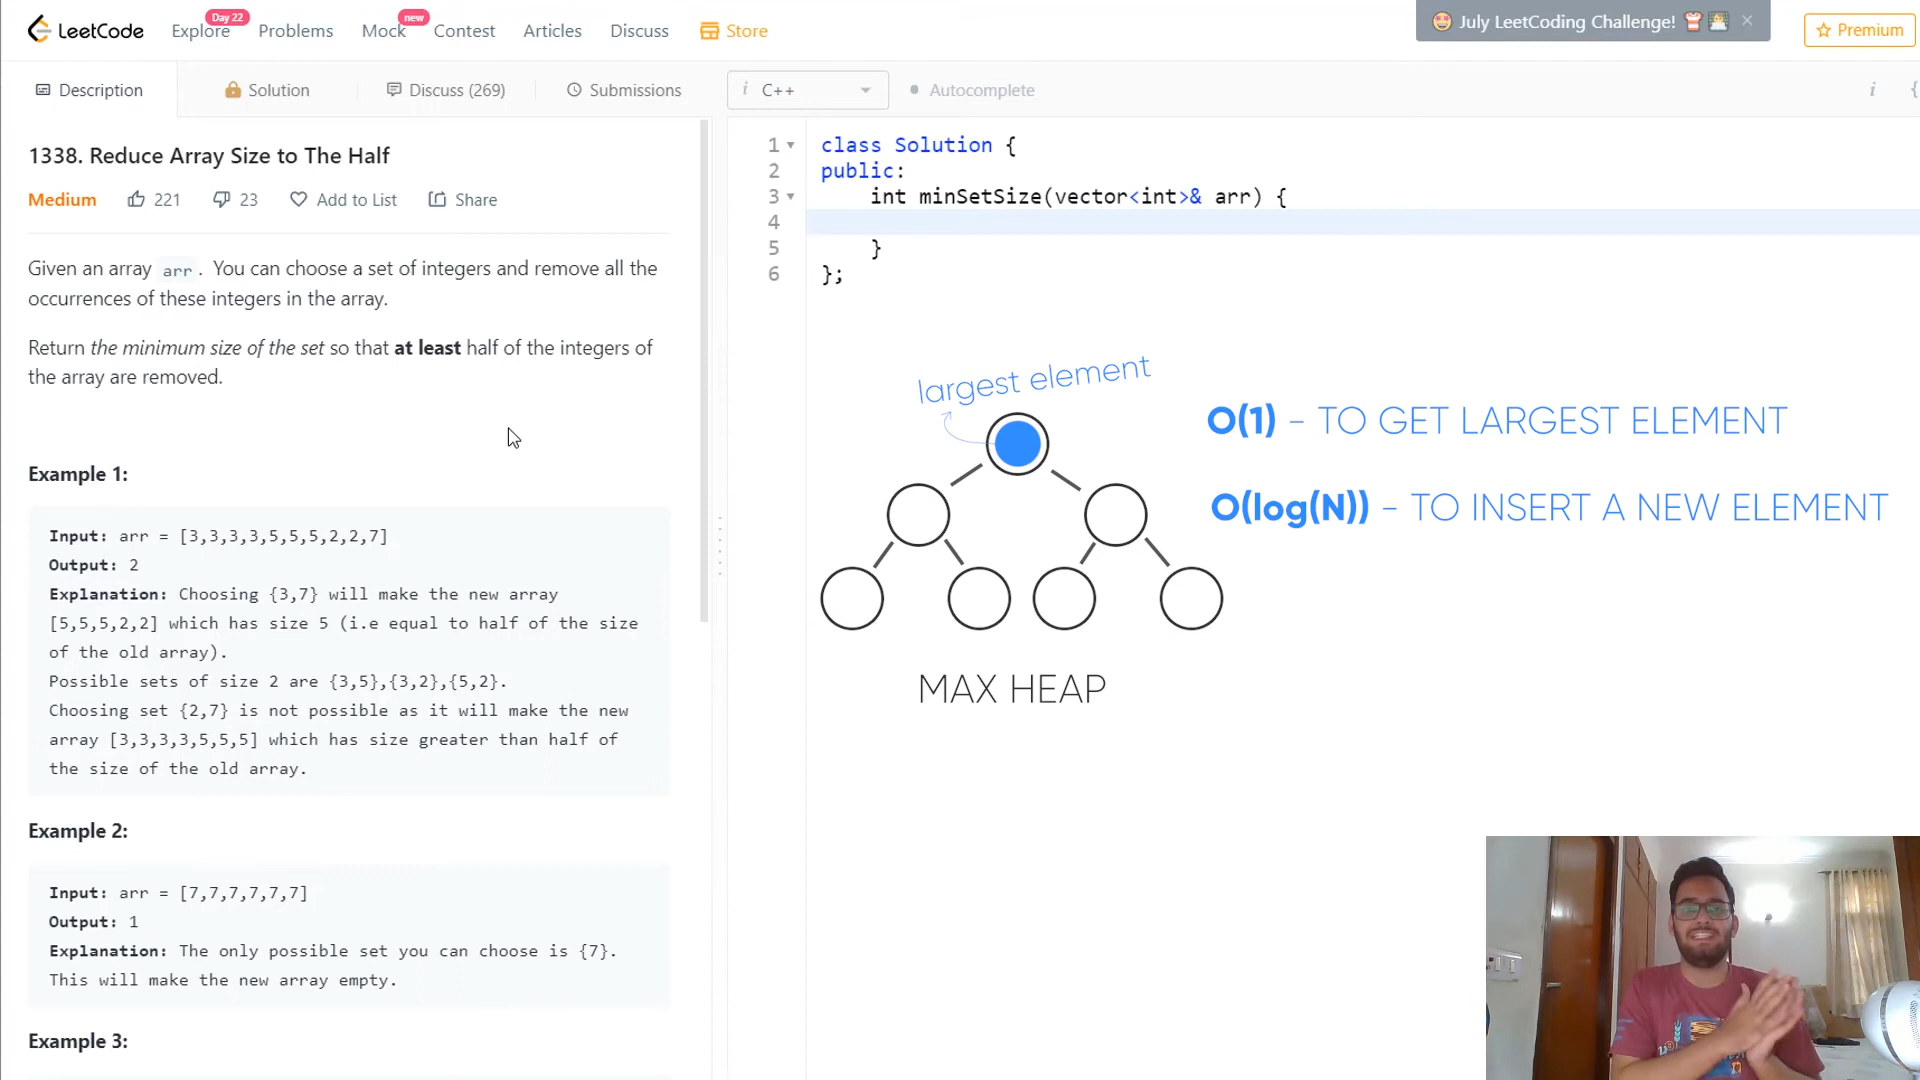 LeetCode
Explore
Day 22
Problems
Mock
new
Contest
Articles
Discuss
Store
🤩 July LeetCoding Challenge! 👕 👨‍💻 ×
Premium
Description
Solution
Discuss (269)
Submissions
i C++
Autocomplete
i {
1338. Reduce Array Size to The Half
Medium
221
23
Add to List
Share
Given an array arr. You can choose a set of integers and remove all the
occurrences of these integers in the array.
Return the minimum size of the set so that at least half of the integers of
the array are removed.
Example 1:
Input: arr = [3,3,3,3,5,5,5,2,2,7]
Output: 2
Explanation: Choosing {3,7} will make the new array
[5,5,5,2,2] which has size 5 (i.e equal to half of the size
of the old array).
Possible sets of size 2 are {3,5},{3,2},{5,2}.
Choosing set {2,7} is not possible as it will make the new
array [3,3,3,3,5,5,5] which has size greater than half of
the size of the old array.
Example 2:
Input: arr = [7,7,7,7,7,7]
Output: 1
Explanation: The only possible set you can choose is {7}.
This will make the new array empty.
Example 3:
1 class Solution {
2 public:
3 int minSetSize(vector<int>& arr) {
4
5 }
6 };
largest element
O(1) - TO GET LARGEST ELEMENT
O(log(N)) - TO INSERT A NEW ELEMENT
MAX HEAP